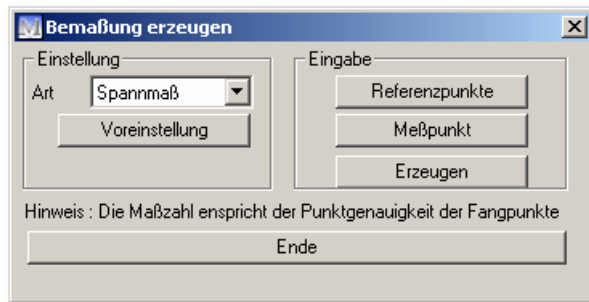 Bemaßung erzeugen
Einstellung
Art Spannmaß
Voreinstellung
Eingabe
Referenzpunkte
Meßpunkt
Erzeugen
Hinweis : Die Maßzahl enspricht der Punktgenauigkeit der Fangpunkte
Ende